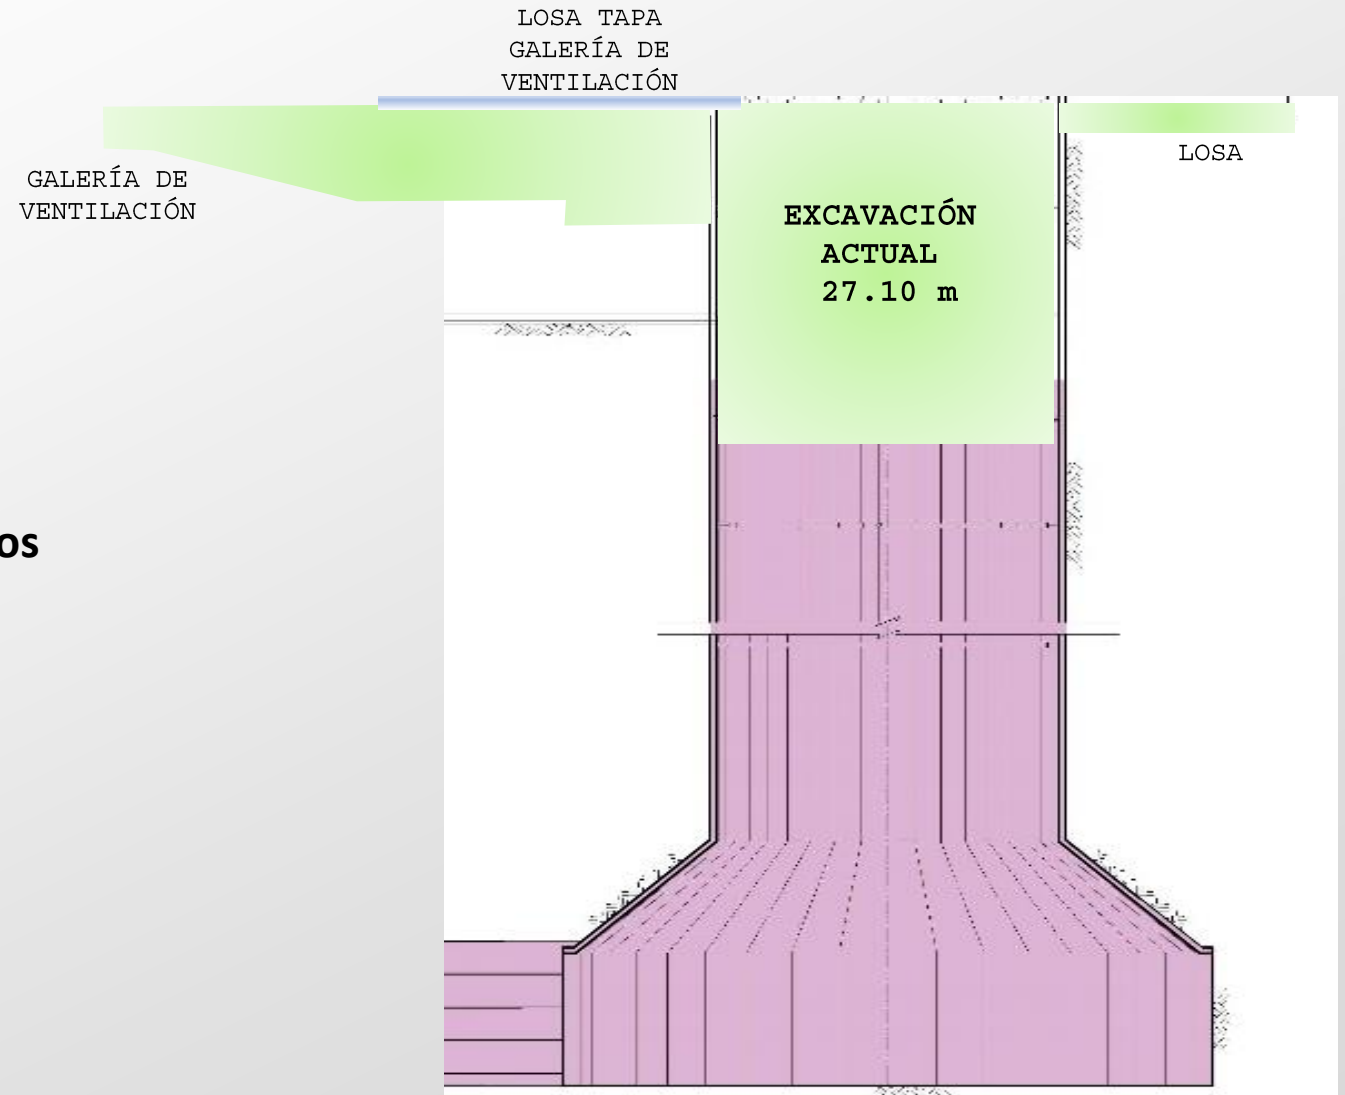 LOSA TAPA
GALERÍA DE
VENTILACIÓN
LOSA
GALERÍA DE
VENTILACIÓN
EXCAVACIÓN
ACTUAL
27.10 m
os